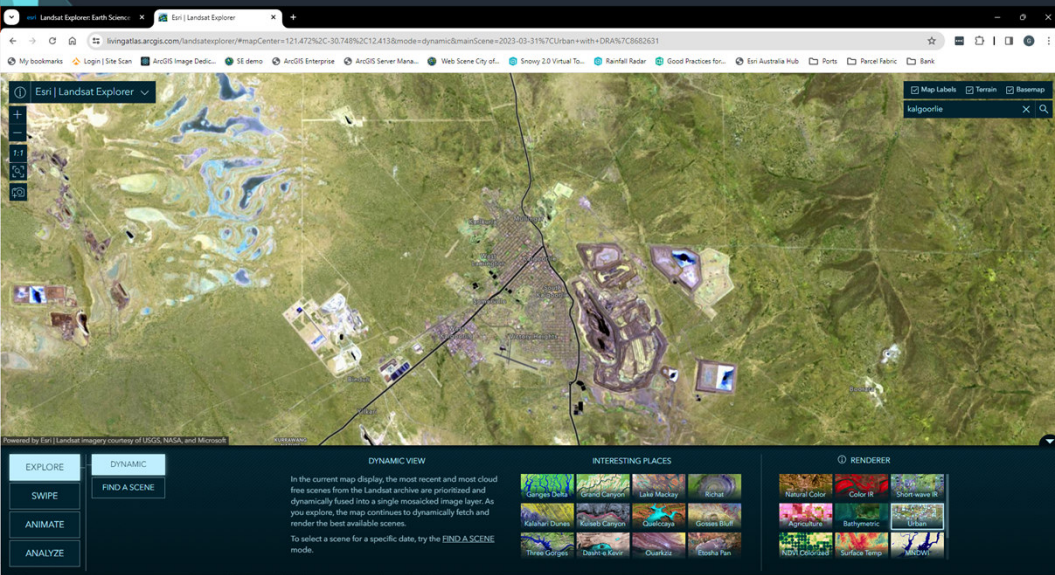 esri Landsat Explorer: Earth Science
Esri | Landsat Explorer
livingatlas.arcgis.com/landsatexplorer/#mapCenter=121.472%2C-30.748%2C12.413&mode=dynamic&mainScene=2023-03-31%7CUrban+with+DRA%7C8682631
My bookmarks
Login | Site Scan
ArcGIS Image Dedic...
SE demo
ArcGIS Enterprise
ArcGIS Server Mana...
Web Scene City of...
Snowy 2.0 Virtual To...
Rainfall Radar
Good Practices for...
Esri Australia Hub
Ports
Parcel Fabric
Bank
Esri | Landsat Explorer
Map Labels
Terrain
Basemap
kalgoorlie
1:1
KURRAWANG
Powered by Esri | Landsat imagery courtesy of USGS, NASA, and Microsoft
EXPLORE
SWIPE
ANIMATE
ANALYZE
DYNAMIC
FIND A SCENE
DYNAMIC VIEW
In the current map display, the most recent and most cloud
free scenes from the Landsat archive are prioritized and
dynamically fused into a single mosaicked image layer. As
you explore, the map continues to dynamically fetch and
render the best available scenes.
To select a scene for a specific date, try the FIND A SCENE
mode.
INTERESTING PLACES
Ganges Delta
Grand Canyon
Lake Mackay
Richat
Kalahari Dunes
Kuiseb Canyon
Quelccaya
Gosses Bluff
Three Gorges
Dasht-e Kavir
Ouarkziz
Etosha Pan
RENDERER
Natural Color
Color IR
Short-wave IR
Agriculture
Bathymetric
Urban
NDVI Colorized
Surface Temp
MNDWI